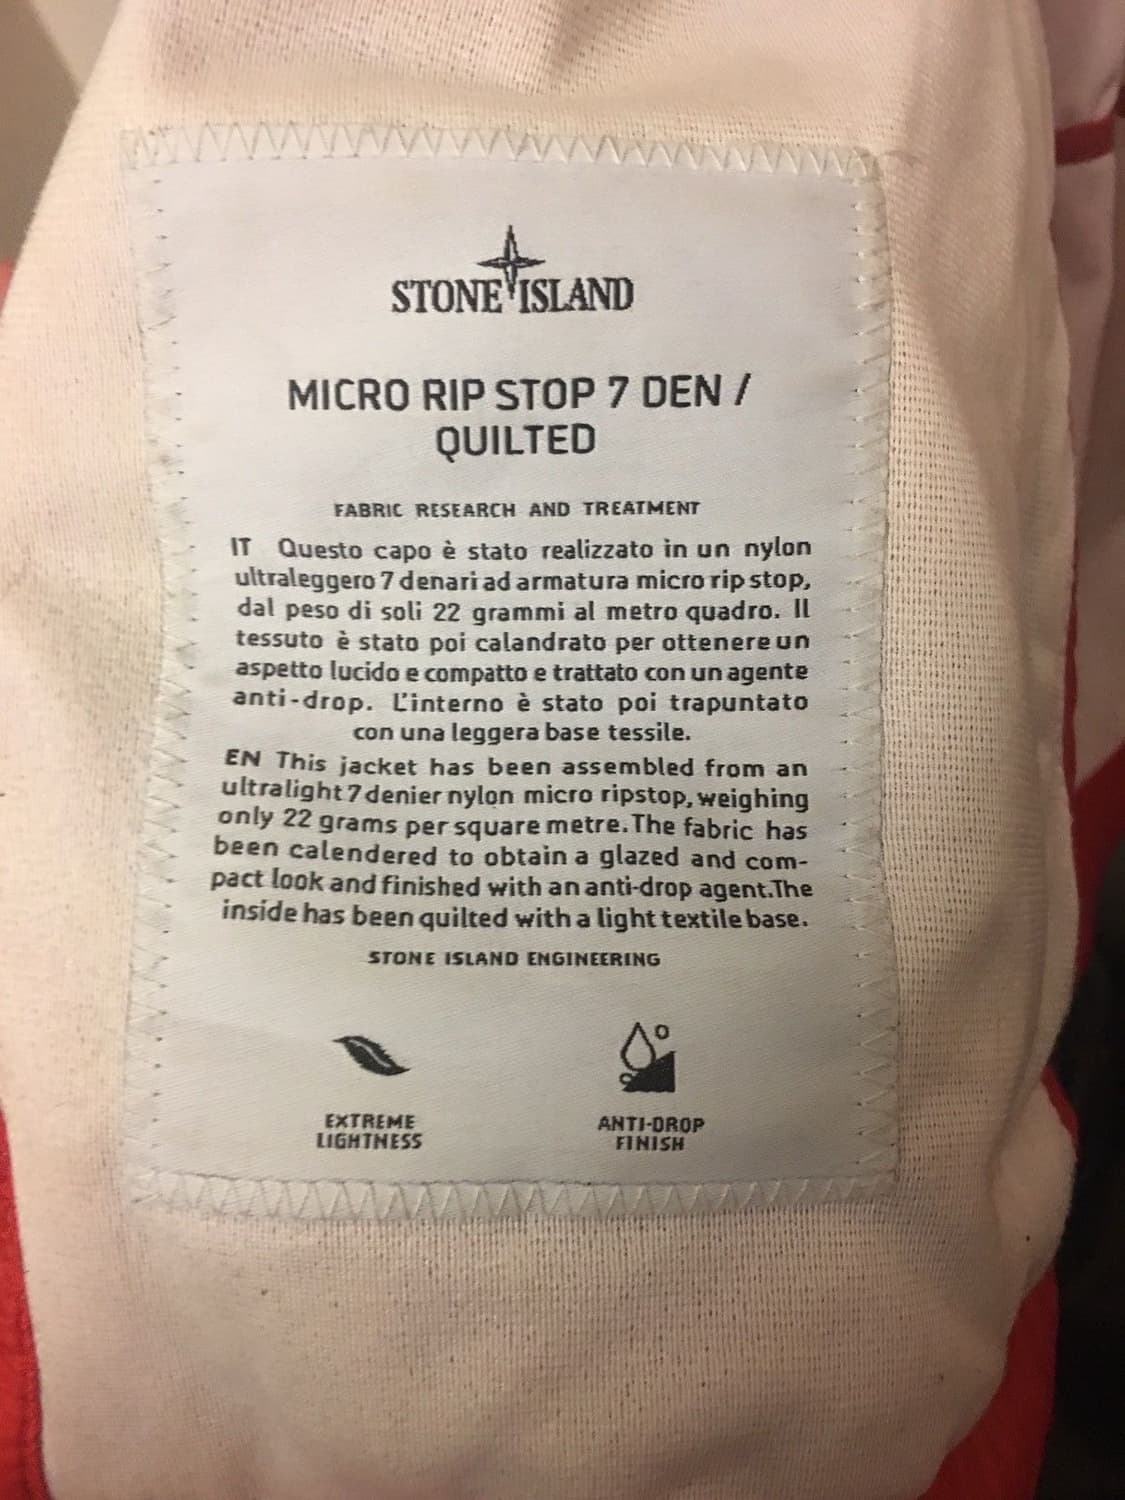 STONE ISLAND
MICRO RIP STOP 7 DEN /
QUILTED
FABRIC RESEARCH AND TREATMENT
IT Questo capo è stato realizzato in un nylon
ultraleggero 7 denari ad armatura micro rip stop,
dal peso di soli 22 grammi al metro quadro. Il
tessuto è stato poi calandrato per ottenere un
aspetto lucido e compatto e trattato con un agente
anti-drop. L'interno è stato poi trapuntato
con una leggera base tessile.
EN This jacket has been assembled from an
ultralight 7 denier nylon micro ripstop, weighing
only 22 grams per square metre. The fabric has
been calendered to obtain a glazed and com-
pact look and finished with an anti-drop agent. The
inside has been quilted with a light textile base.
STONE ISLAND ENGINEERING
EXTREME
LIGHTNESS
ANTI-DROP
FINISH